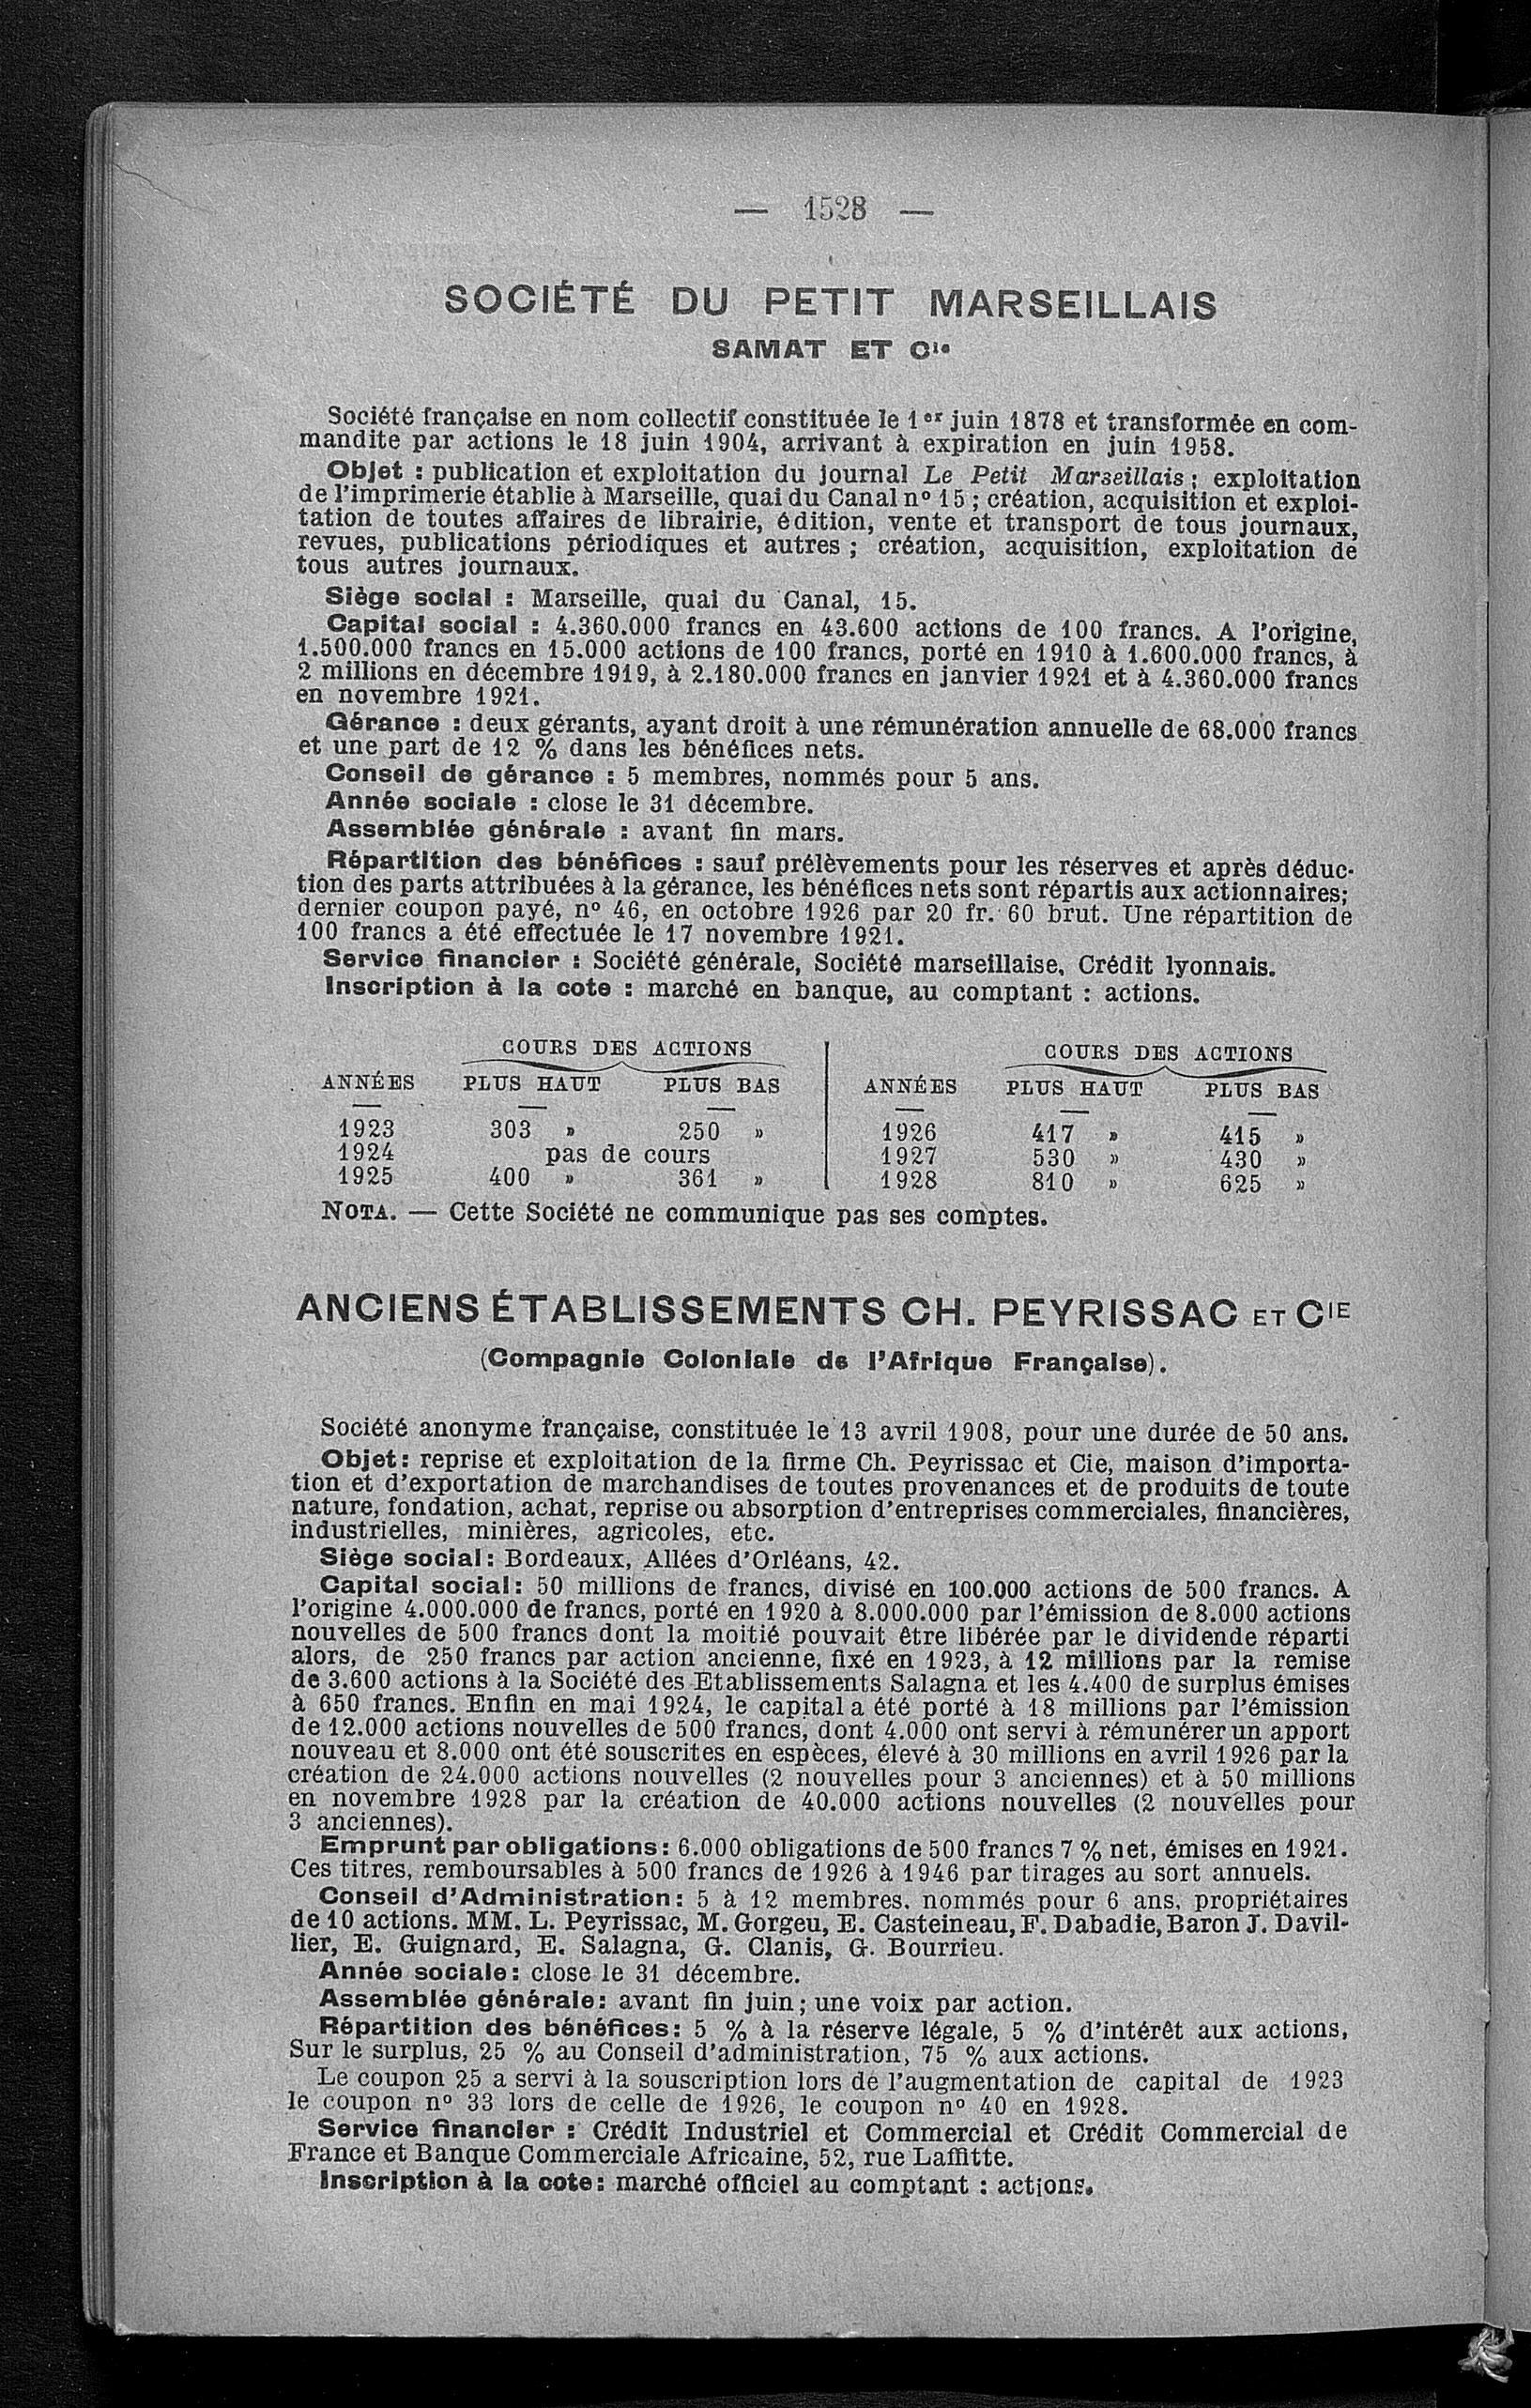 — 1528 —
SOCIÉTÉ DU PETIT MARSEILLAIS
SAMAT ET Cie
Société française en nom collectif constituée le 1er juin 1878 et transformée en com-
mandite par actions le 18 juin 1904, arrivant à expiration en juin 1958.
Objet : publication et exploitation du journal Le Petit Marseillais ; exploitation
de l'imprimerie établie à Marseille, quai du Canal nº 15 ; création, acquisition et exploi-
tation de toutes affaires de librairie, édition, vente et transport de tous journaux,
revues, publications périodiques et autres ; création, acquisition, exploitation de
tous autres journaux.
Siège social : Marseille, quai du Canal, 15.
Capital social : 4.360.000 francs en 43.600 actions de 100 francs. A l'origine,
1.500.000 francs en 15.000 actions de 100 francs, porté en 1910 à 1.600.000 francs, à
2 millions en décembre 1919, à 2.180.000 francs en janvier 1921 et à 4.360.000 francs
en novembre 1921.
Gérance : deux gérants, ayant droit à une rémunération annuelle de 68.000 francs
et une part de 12 % dans les bénéfices nets.
Conseil de gérance : 5 membres, nommés pour 5 ans.
Année sociale : close le 31 décembre.
Assemblée générale : avant fin mars.
Répartition des bénéfices : sauf prélèvements pour les réserves et après déduc-
tion des parts attribuées à la gérance, les bénéfices nets sont répartis aux actionnaires;
dernier coupon payé, nº 46, en octobre 1926 par 20 fr. 60 brut. Une répartition de
100 francs a été effectuée le 17 novembre 1921.
Service financier : Société générale, Société marseillaise, Crédit lyonnais.
Inscription à la cote : marché en banque, au comptant : actions.
COURS DES ACTIONS COURS DES ACTIONS
ANNÉES PLUS HAUT PLUS BAS ANNÉES PLUS HAUT PLUS BAS
1923 303 » 250 » 1926 417 » 415 »
1924 pas de cours 1927 530 » 430 »
1925 400 » 361 » 1928 810 » 625 »
NOTA. — Cette Société ne communique pas ses comptes.
ANCIENS ÉTABLISSEMENTS CH. PEYRISSAC ET CIE
(Compagnie Coloniale de l'Afrique Française).
Société anonyme française, constituée le 13 avril 1908, pour une durée de 50 ans.
Objet: reprise et exploitation de la firme Ch. Peyrissac et Cie, maison d'importa-
tion et d'exportation de marchandises de toutes provenances et de produits de toute
nature, fondation, achat, reprise ou absorption d'entreprises commerciales, financières,
industrielles, minières, agricoles, etc.
Siège social: Bordeaux, Allées d'Orléans, 42.
Capital social: 50 millions de francs, divisé en 100.000 actions de 500 francs. A
l'origine 4.000.000 de francs, porté en 1920 à 8.000.000 par l'émission de 8.000 actions
nouvelles de 500 francs dont la moitié pouvait être libérée par le dividende réparti
alors, de 250 francs par action ancienne, fixé en 1923, à 12 millions par la remise
de 3.600 actions à la Société des Etablissements Salagna et les 4.400 de surplus émises
à 650 francs. Enfin en mai 1924, le capital a été porté à 18 millions par l'émission
de 12.000 actions nouvelles de 500 francs, dont 4.000 ont servi à rémunérer un apport
nouveau et 8.000 ont été souscrites en espèces, élevé à 30 millions en avril 1926 par la
création de 24.000 actions nouvelles (2 nouvelles pour 3 anciennes) et à 50 millions
en novembre 1928 par la création de 40.000 actions nouvelles (2 nouvelles pour
3 anciennes).
Emprunt par obligations: 6.000 obligations de 500 francs 7 % net, émises en 1921.
Ces titres, remboursables à 500 francs de 1926 à 1946 par tirages au sort annuels.
Conseil d'Administration: 5 à 12 membres, nommés pour 6 ans, propriétaires
de 10 actions. MM. L. Peyrissac, M. Gorgeu, E. Casteineau, F. Dabadie, Baron J. Davil-
lier, E. Guignard, E. Salagna, G. Clanis, G. Bourrieu.
Année sociale: close le 31 décembre.
Assemblée générale: avant fin juin; une voix par action.
Répartition des bénéfices: 5 % à la réserve légale, 5 % d'intérêt aux actions,
Sur le surplus, 25 % au Conseil d'administration, 75 % aux actions.
Le coupon 25 a servi à la souscription lors de l'augmentation de capital de 1923
le coupon nº 33 lors de celle de 1926, le coupon nº 40 en 1928.
Service financier : Crédit Industriel et Commercial et Crédit Commercial de
France et Banque Commerciale Africaine, 52, rue Laffitte.
Inscription à la cote: marché officiel au comptant : actions.